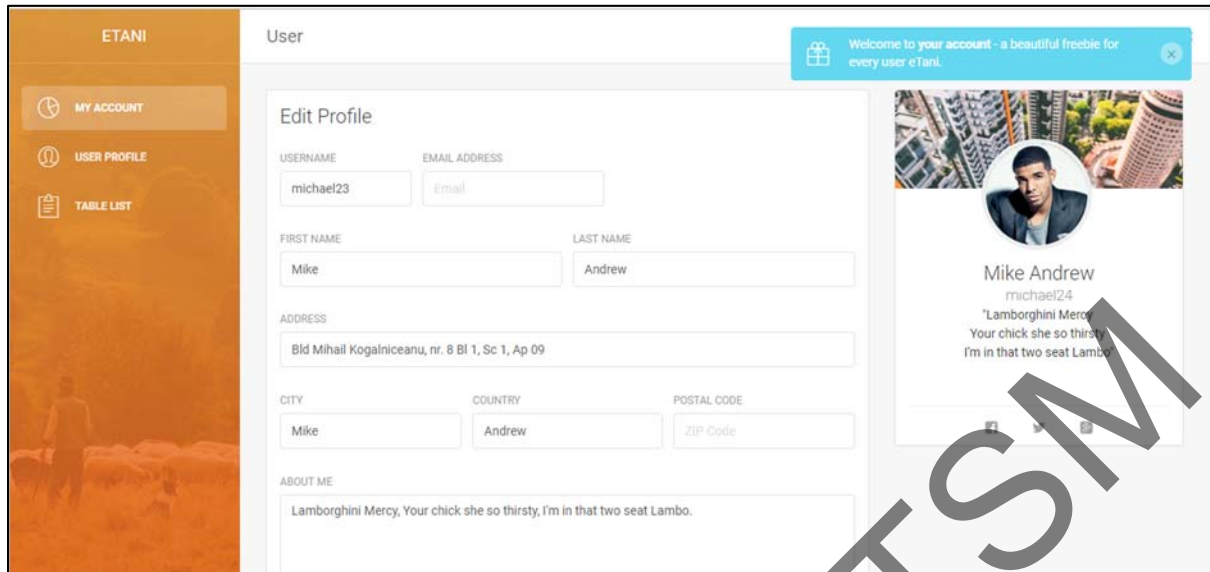 ETANI
User
Welcome to your account - a beautiful freebie for
every user eTani.
MY ACCOUNT
USER PROFILE
TABLE LIST
Edit Profile
USERNAME
EMAIL ADDRESS
michael23
Email
FIRST NAME
LAST NAME
Mike
Andrew
ADDRESS
Bld Mihail Kogalniceanu, nr. 8 Bl 1, Sc 1, Ap 09
CITY
COUNTRY
POSTAL CODE
Mike
Andrew
ZIP Code
ABOUT ME
Lamborghini Mercy, Your chick she so thirsty, I'm in that two seat Lambo.
Mike Andrew
michael24
"Lamborghini Mercy
Your chick she so thirsty
I'm in that two seat Lambo"
TSM